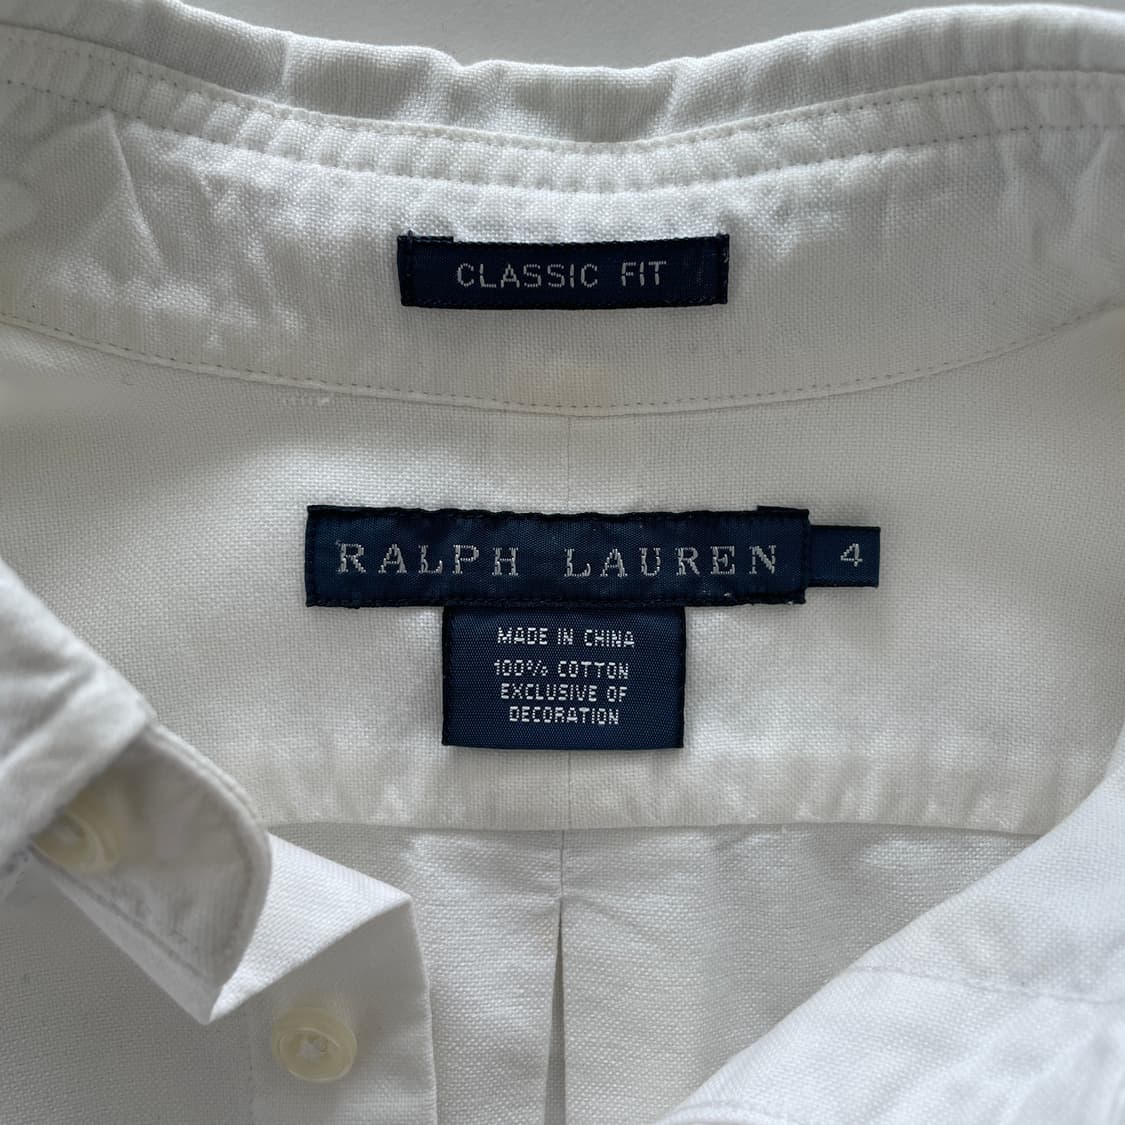 CLASSIC FIT
RALPH LAUREN 4
MADE IN CHINA
100% COTTON
EXCLUSIVE OF
DECORATION